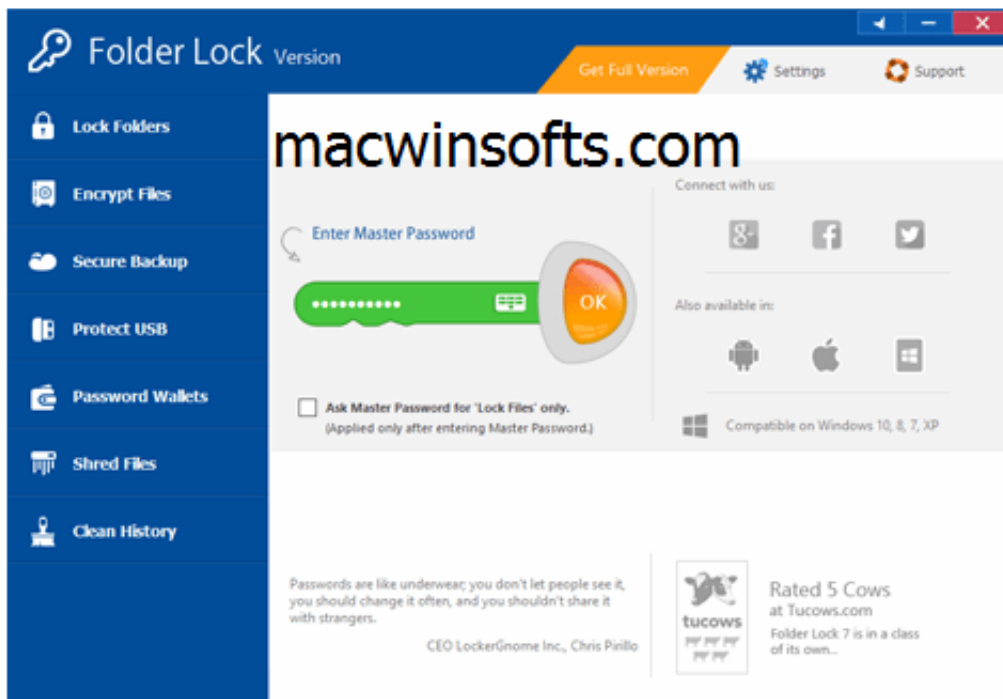 Folder Lock Version
Get Full Version
Settings
Support
Lock Folders
Encrypt Files
Secure Backup
Protect USB
Password Wallets
Shred Files
Clean History
macwinsofts.com
Enter Master Password
OK
Ask Master Password for 'Lock Files' only.
(Applied only after entering Master Password.)
Connect with us:
g+
f
Also available in:
Compatible on Windows 10, 8, 7, XP
Passwords are like underwear; you don't let people see it,
you should change it often, and you shouldn't share it
with strangers.
CEO LockerGnome Inc., Chris Pirillo
tucows
Rated 5 Cows
at Tucows.com
Folder Lock 7 is in a class
of its own...